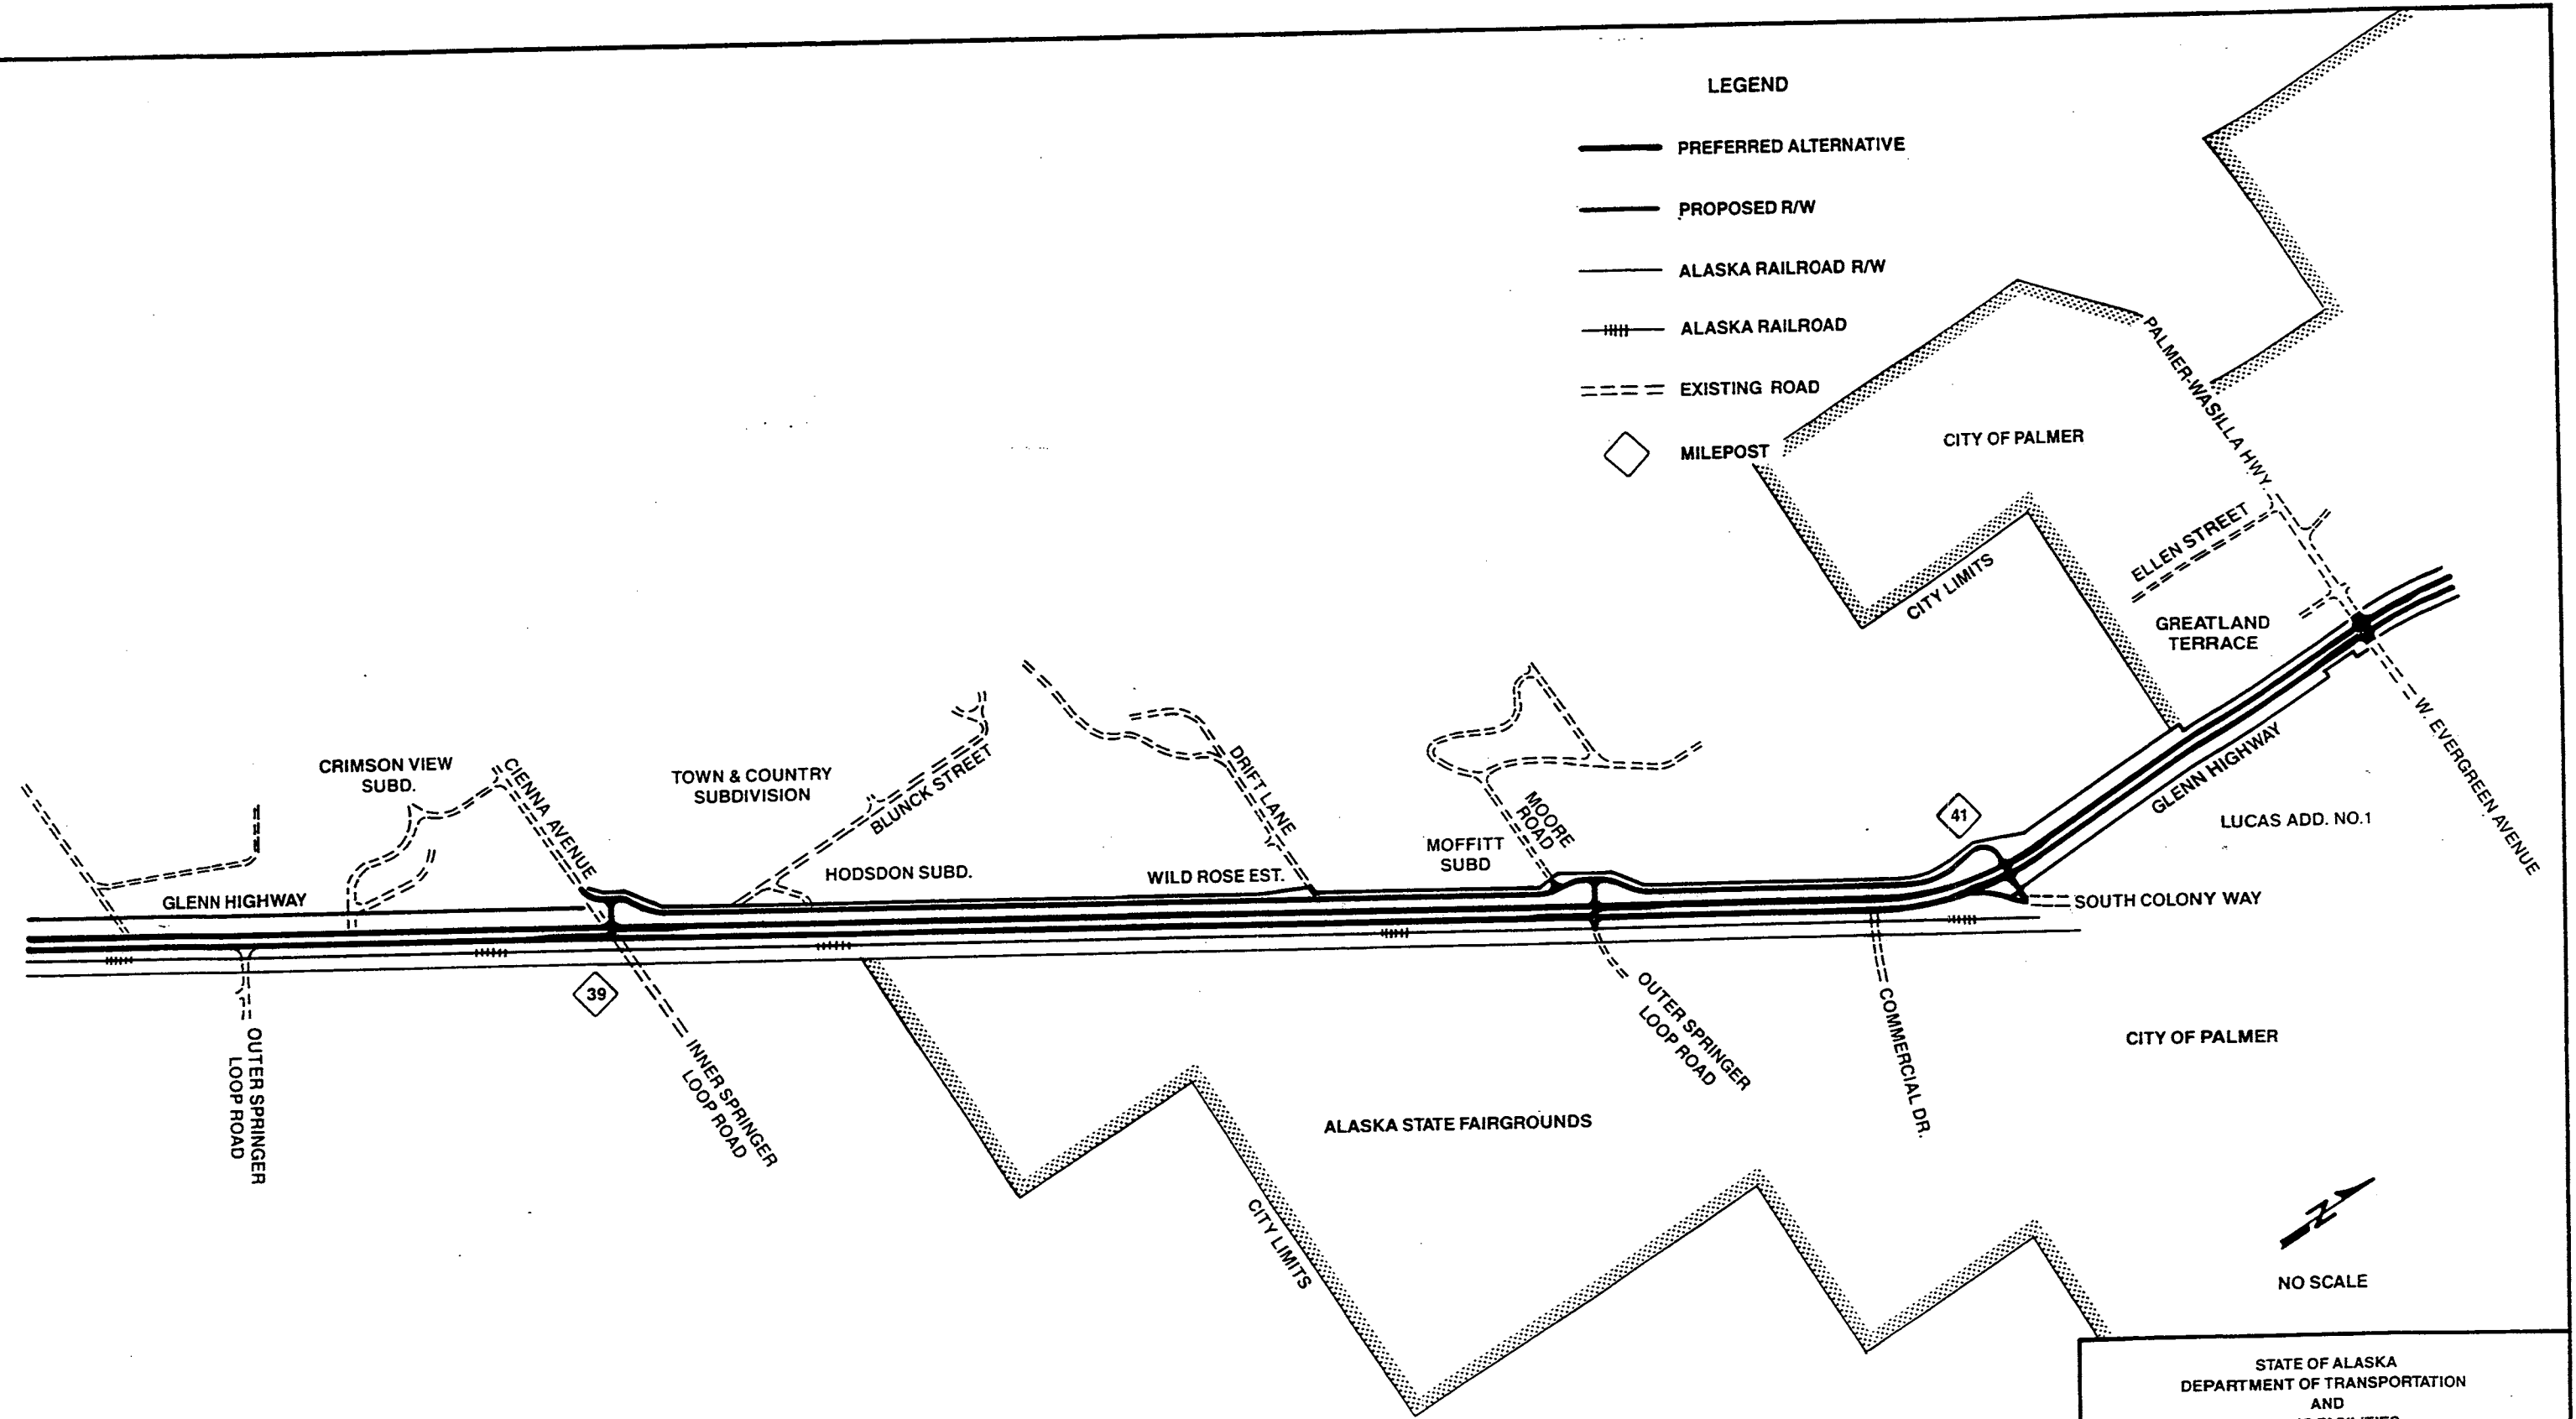 LEGEND
PREFERRED ALTERNATIVE
PROPOSED R/W
ALASKA RAILROAD R/W
ALASKA RAILROAD
EXISTING ROAD
MILEPOST
CITY OF PALMER
PALMER-WASILLA HWY.
ELLEN STREET
CITY LIMITS
GREATLAND
TERRACE
W. EVERGREEN AVENUE
GLENN HIGHWAY
LUCAS ADD. NO.1
41
SOUTH COLONY WAY
CRIMSON VIEW
SUBD.
CIENNA AVENUE
TOWN & COUNTRY
SUBDIVISION
BLUNCK STREET
DRIFT LANE
MOORE
ROAD
MOFFITT
SUBD
HODSDON SUBD.
WILD ROSE EST.
GLENN HIGHWAY
39
OUTER SPRINGER
LOOP ROAD
INNER SPRINGER
LOOP ROAD
OUTER SPRINGER
LOOP ROAD
COMMERCIAL DR.
CITY OF PALMER
ALASKA STATE FAIRGROUNDS
CITY LIMITS
N
NO SCALE
STATE OF ALASKA
DEPARTMENT OF TRANSPORTATION
AND